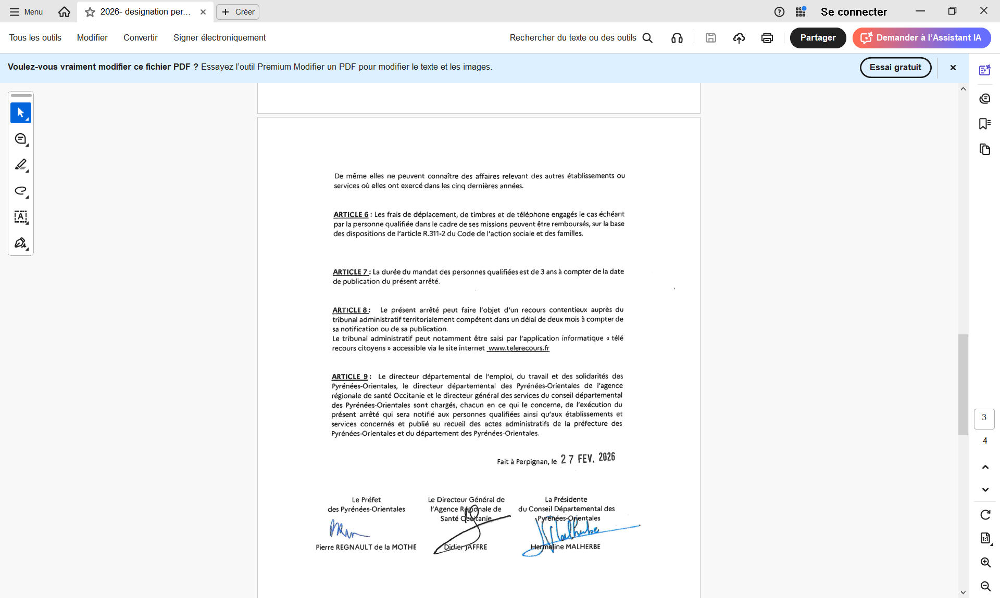 Menu
2026- designation per...
Créer
Se connecter
Tous les outils
Modifier
Convertir
Signer électroniquement
Rechercher du texte ou des outils
Partager
Demander à l'Assistant IA
Voulez-vous vraiment modifier ce fichier PDF ? Essayez l'outil Premium Modifier un PDF pour modifier le texte et les images.
Essai gratuit
De même elles ne peuvent connaître des affaires relevant des autres établissements ou
services où elles ont exercé dans les cinq dernières années.
ARTICLE 6 : Les frais de déplacement, de timbres et de téléphone engagés le cas échéant
par la personne qualifiée dans le cadre de ses missions peuvent être remboursés, sur la base
des dispositions de l'article R.311-2 du Code de l'action sociale et des familles.
ARTICLE 7 : La durée du mandat des personnes qualifiées est de 3 ans à compter de la date
de publication du présent arrêté.
ARTICLE 8 : Le présent arrêté peut faire l'objet d'un recours contentieux auprès du
tribunal administratif territorialement compétent dans un délai de deux mois à compter de
sa notification ou de sa publication.
Le tribunal administratif peut notamment être saisi par l'application informatique « télé
recours citoyens » accessible via le site internet www.telerecours.fr
ARTICLE 9 : Le directeur départemental de l'emploi, du travail et des solidarités des
Pyrénées-Orientales, le directeur départemental des Pyrénées-Orientales de l'agence
régionale de santé Occitanie et le directeur général des services du conseil départemental
des Pyrénées-Orientales sont chargés, chacun en ce qui le concerne, de l'exécution du
présent arrêté qui sera notifié aux personnes qualifiées ainsi qu'aux établissements et
services concernés et publié au recueil des actes administratifs de la préfecture des
Pyrénées-Orientales et du département des Pyrénées-Orientales.
Fait à Perpignan, le 27 FEV. 2026
Le Préfet
des Pyrénées-Orientales
Pierre REGNAULT de la MOTHE
Le Directeur Général de
l'Agence Régionale de
Santé Occitanie
Didier JAFFRE
La Présidente
du Conseil Départemental des
Pyrénées-Orientales
Hermeline MALHERBE
3
4